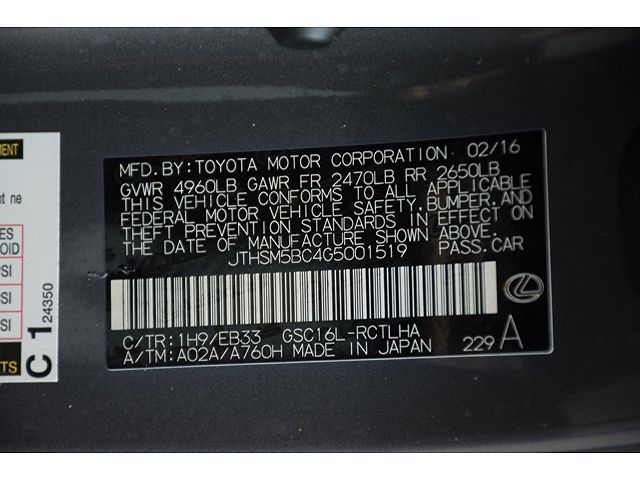 MFD. BY:TOYOTA MOTOR CORPORATION 02/16
GVWR 4960LB GAWR FR 2470LB RR 2650LB
THIS VEHICLE CONFORMS TO ALL APPLICABLE
FEDERAL MOTOR VEHICLE SAFETY,BUMPER,AND
THEFT PREVENTION STANDARDS IN EFFECT ON
THE DATE OF MANUFACTURE SHOWN ABOVE.
JTHSM5BC4G5001519 PASS.CAR
C/TR:1H9/EB33 GSC16L-RCTLHA
A/TM:A02A/A760H MADE IN JAPAN 229 A
C 1 24350